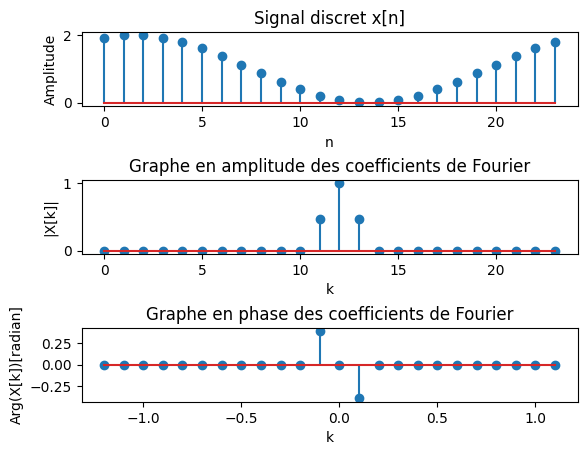 Signal discret x[n]
2
0
Amplitude
0 5 10 15 20
n
Graphe en amplitude des coefficients de Fourier
1
0
|X[k]|
0 5 10 15 20
k
Graphe en phase des coefficients de Fourier
0.25
0.00
−0.25
Arg(X[k])[radian]
−1.0 −0.5 0.0 0.5 1.0
k